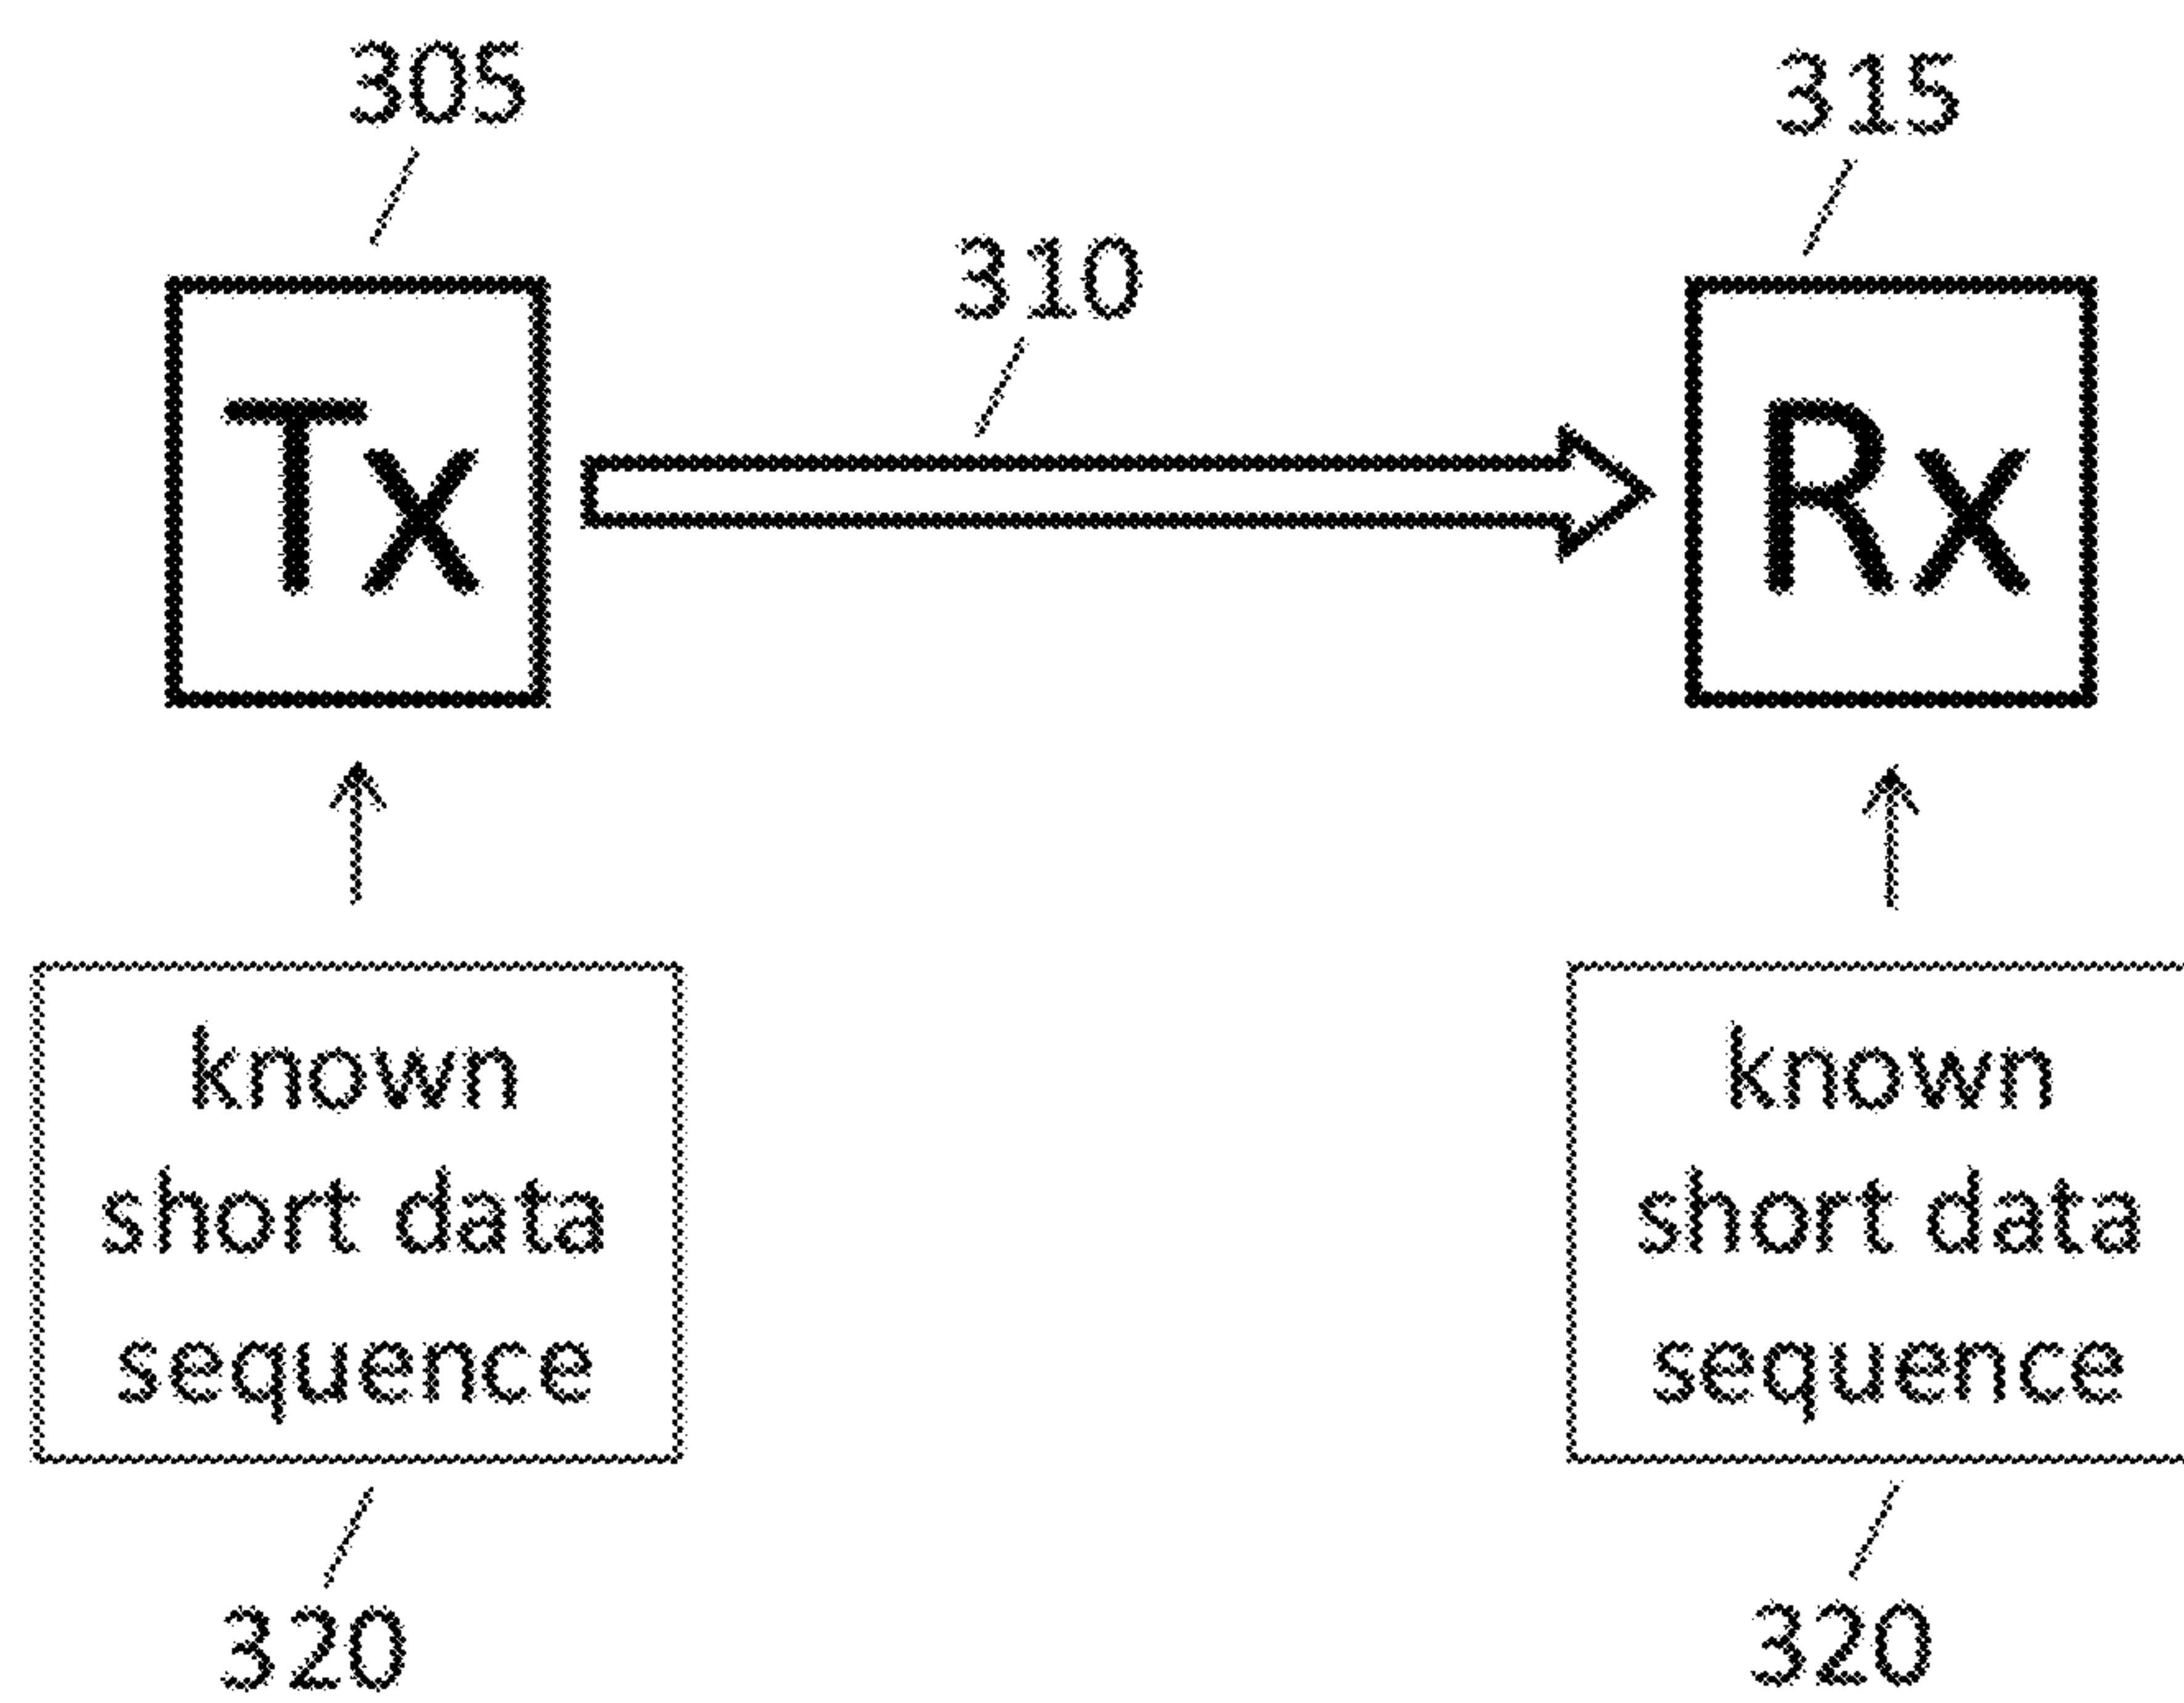 305
315
310
Tx
Rx
known
short data
sequence
known
short data
sequence
320
320